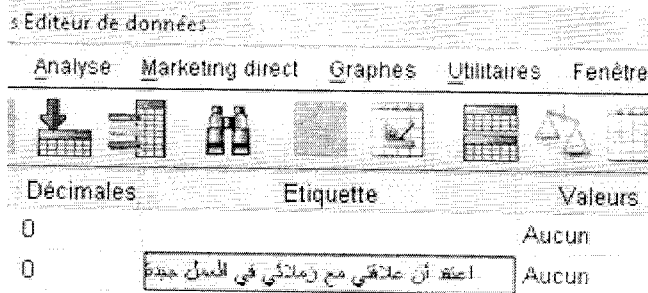 s Editeur de données
Analyse Marketing direct Graphes Utilitaires Fenêtre
Décimales Etiquette Valeurs
0 Aucun
0 اعتقد أن علاقتي مع زملائي في العمل جيدة Aucun